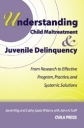 Understanding
Child Maltreatment
&
Juvenile Delinquency
From Research to Effective
Program, Practice, and
Systemic Solutions
CWLA PRESS